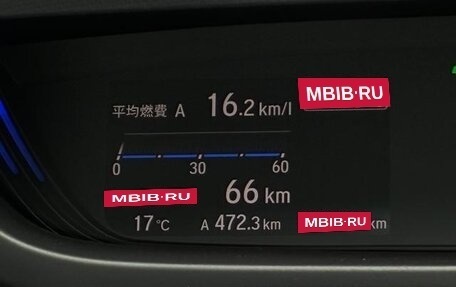 平均燃費 A 16.2 km/l
MBIB.RU
0 30 60
MBIB.RU 66 km
17 °C A 472.3 km MBIB.RU km